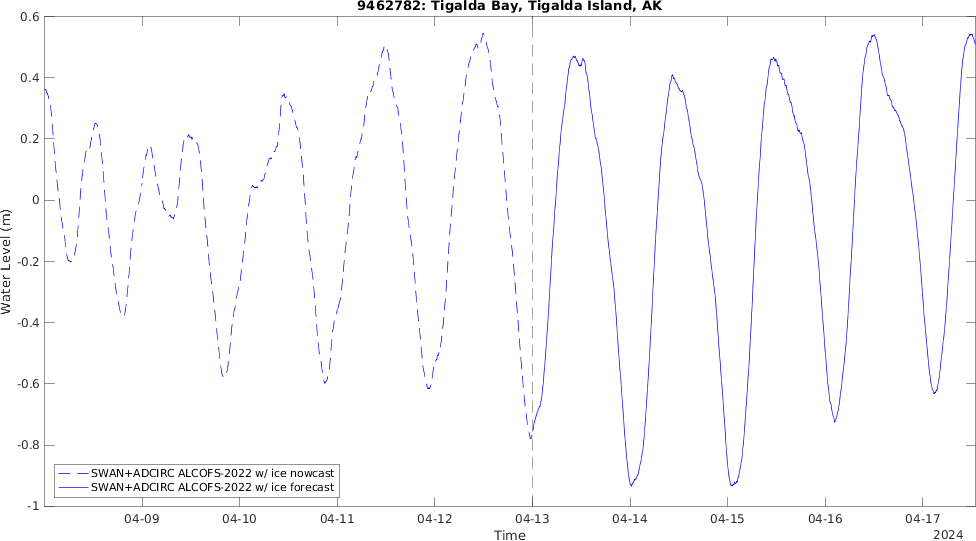 9462782: Tigalda Bay, Tigalda Island, AK
0.6
0.4
0.2
0
-0.2
-0.4
-0.6
-0.8
-1
Water Level (m)
SWAN+ADCIRC ALCOFS-2022 w/ ice nowcast
SWAN+ADCIRC ALCOFS-2022 w/ ice forecast
04-09 04-10 04-11 04-12 04-13 04-14 04-15 04-16 04-17
Time
2024